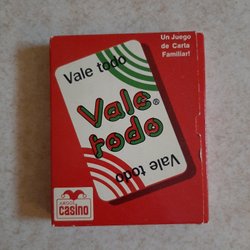 Un Juego
de Carta
Familiar!
Vale todo
Vale®
todo
Vale todo
casino